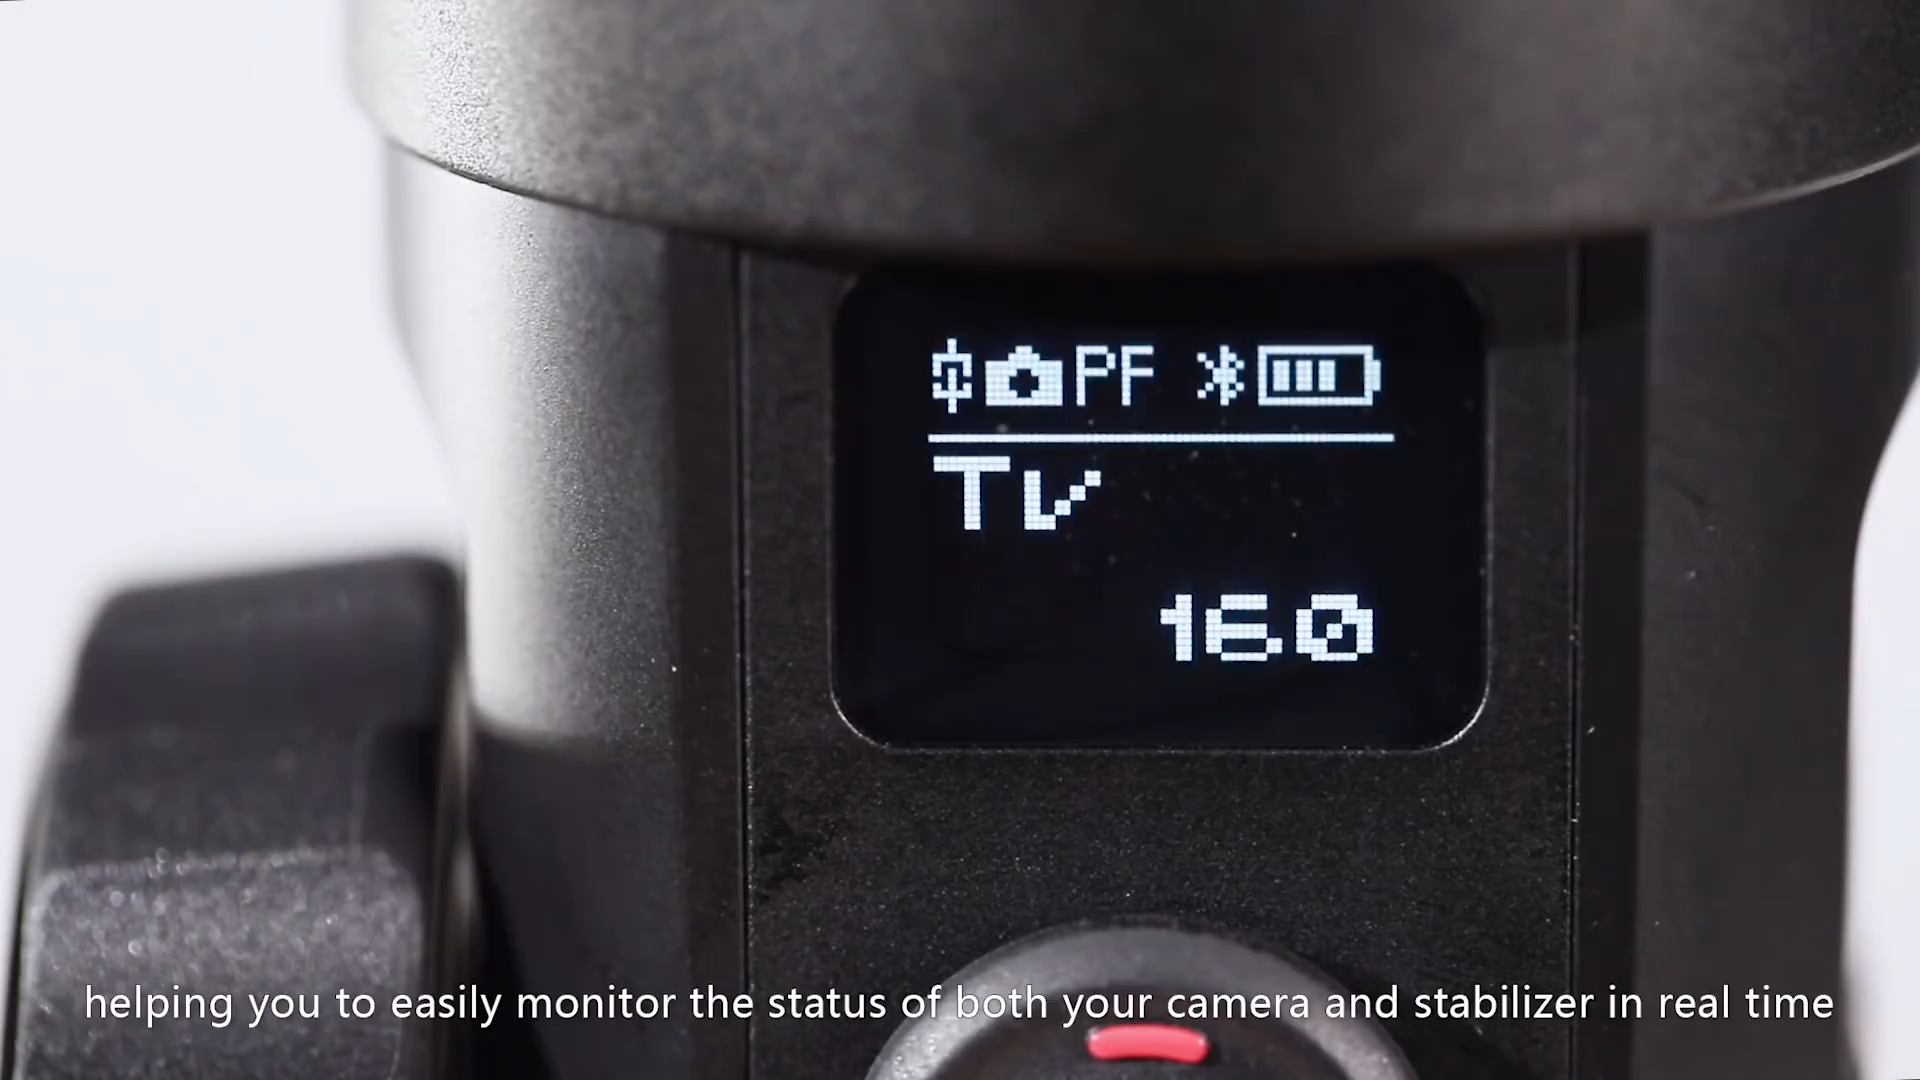 PF
Tv
160
helping you to easily monitor the status of both your camera and stabilizer in real time